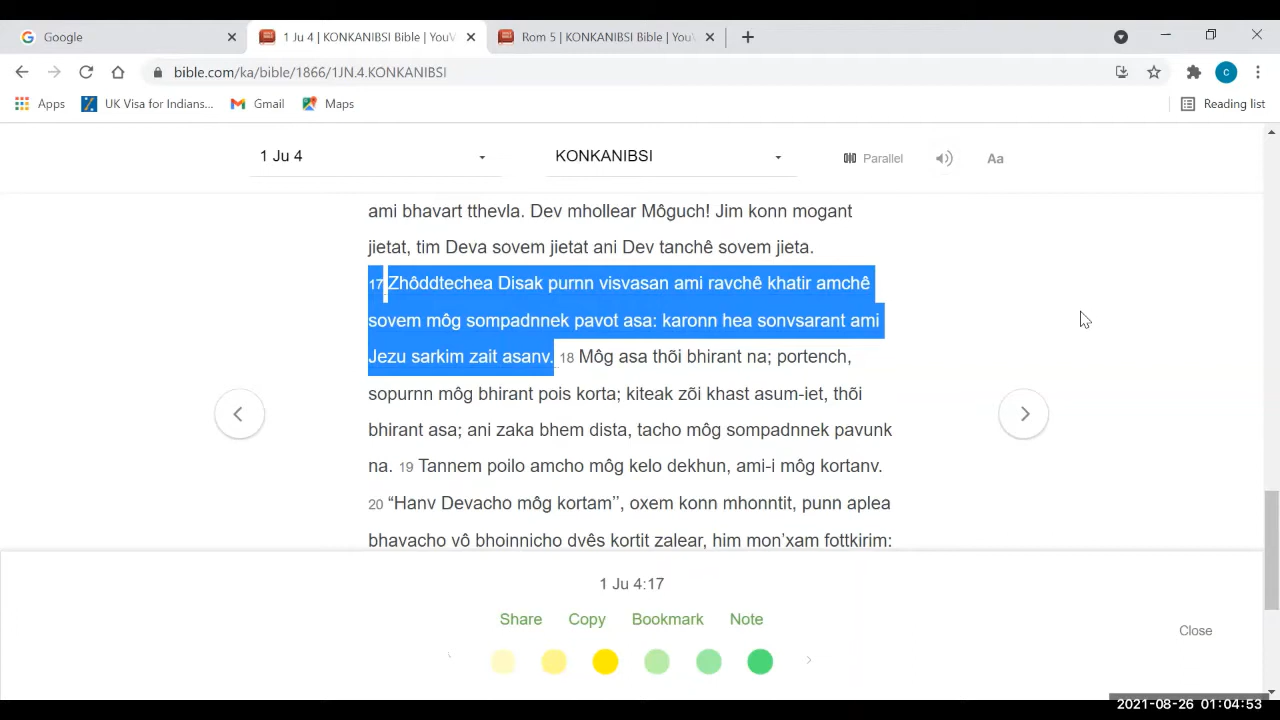 Google
1 Ju 4 | KONKANIBSI Bible | YouV
Rom 5 | KONKANIBSI Bible | You
bible.com/ka/bible/1866/1JN.4.KONKANIBSI
c
Apps
UK Visa for Indians...
Gmail
Maps
Reading list
1 Ju 4
KONKANIBSI
Parallel
Aa
ami bhavart tthevla. Dev mhollear Môguch! Jim konn mogant
jietat, tim Deva sovem jietat ani Dev tanchê sovem jieta.
17 Zhôddtechea Disak purnn visvasan ami ravchê khatir amchê
sovem môg sompadnnek pavot asa: karonn hea sonvsarant ami
Jezu sarkim zait asanv. 18 Môg asa thõi bhirant na; portench,
sopurnn môg bhirant pois korta; kiteak zõi khast asum-iet, thõi
bhirant asa; ani zaka bhem dista, tacho môg sompadnnek pavunk
na. 19 Tannem poilo amcho môg kelo dekhun, ami-i môg kortanv.
20 “Hanv Devacho môg kortam’’, oxem konn mhonntit, punn aplea
bhavacho vô bhoinnicho dvês kortit zalear, him mon’xam fottkirim:
1 Ju 4:17
Share Copy Bookmark Note
Close
2021-08-26 01:04:53